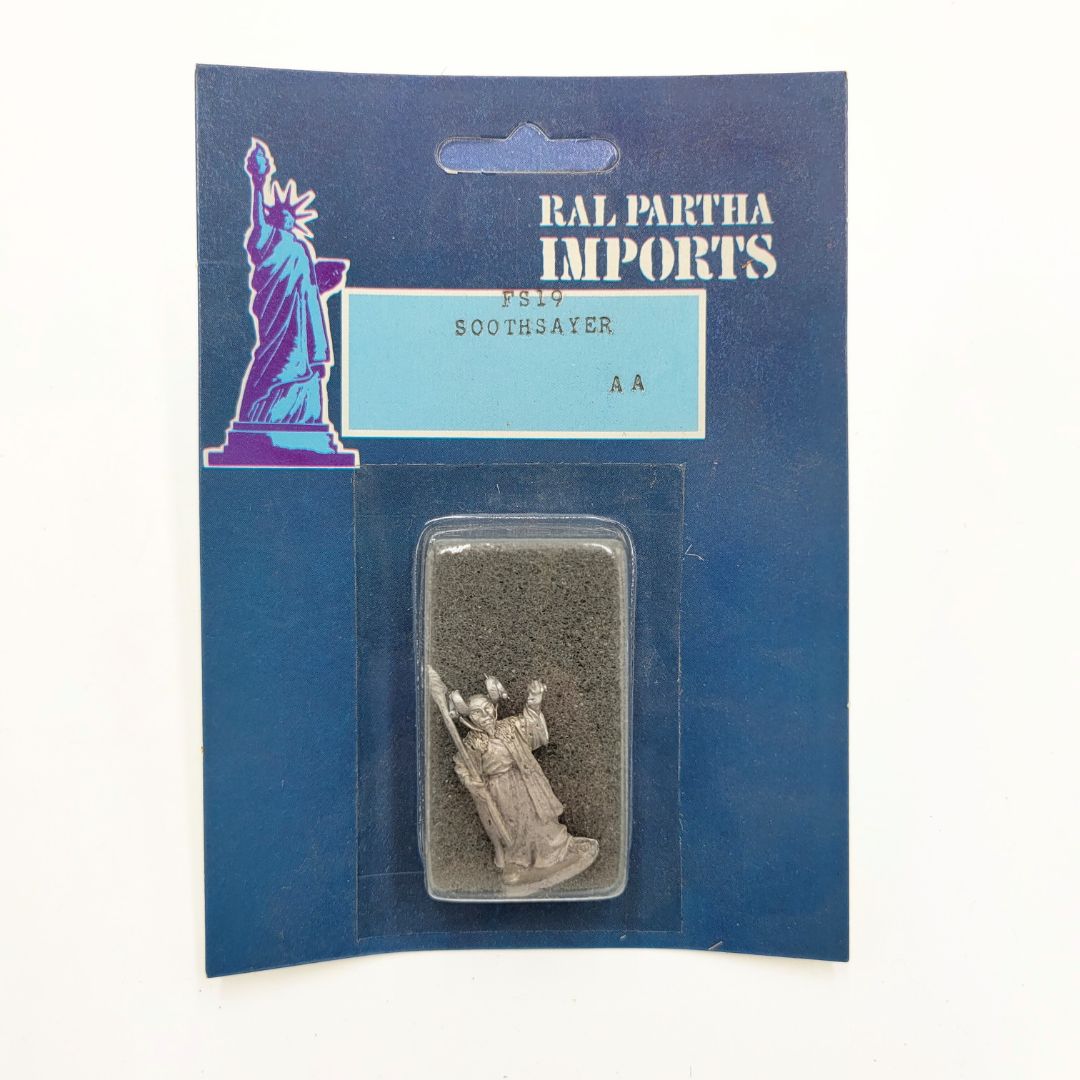 RAL PARTHA
IMPORTS
FS19
SOOTHSAYER
AA